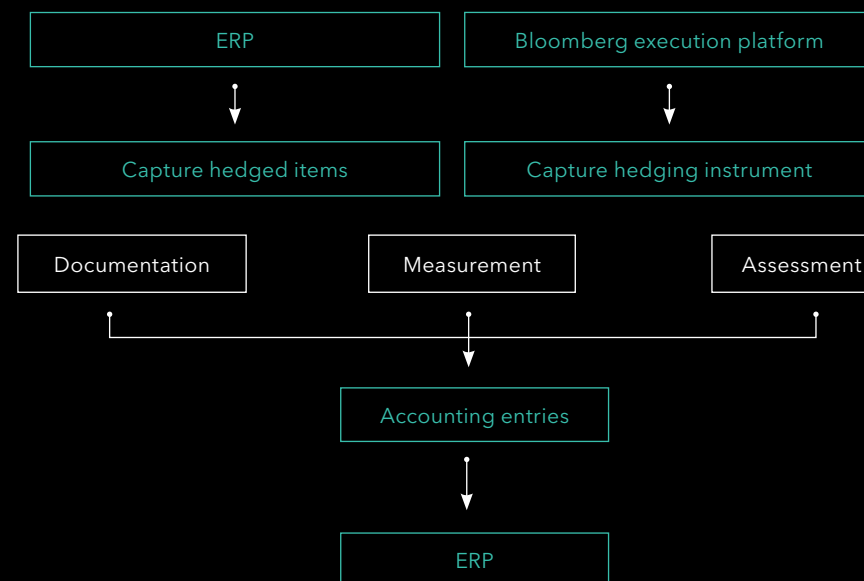 ERP
Bloomberg execution platform
Capture hedged items
Capture hedging instrument
Documentation
Measurement
Assessment
Accounting entries
ERP